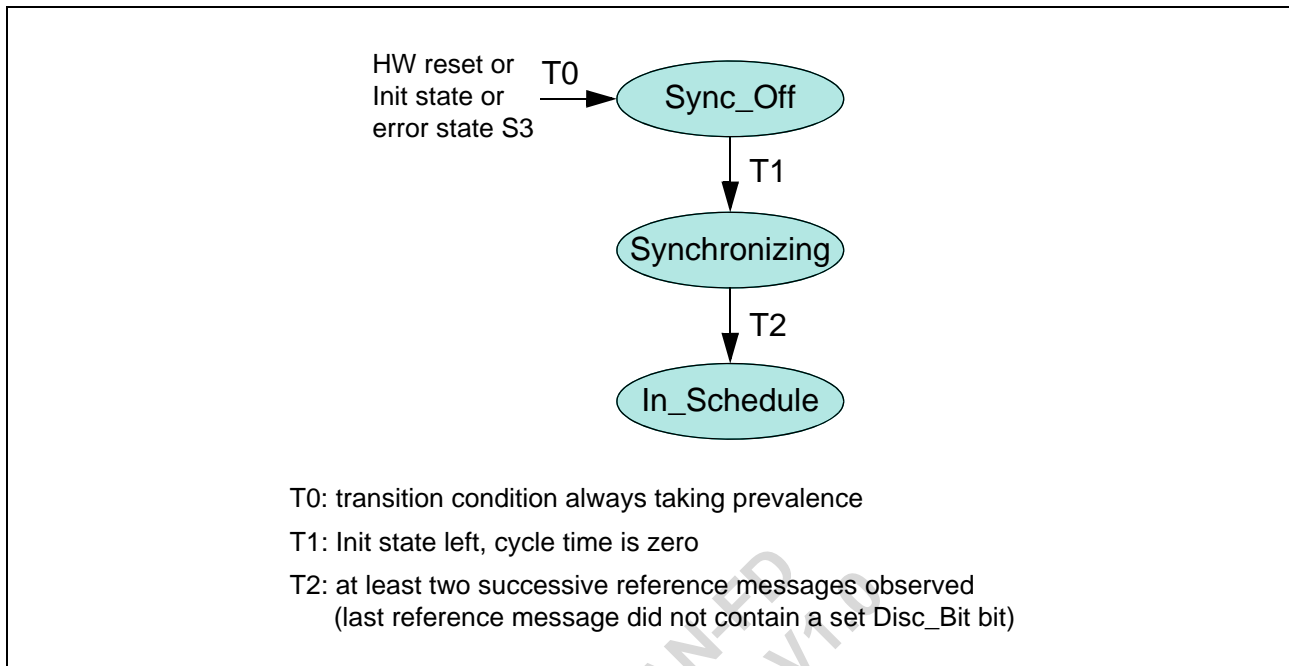 HW reset or
Init state or
error state S3
T0
Sync_Off
T1
Synchronizing
T2
In_Schedule
T0: transition condition always taking prevalence
T1: Init state left, cycle time is zero
T2: at least two successive reference messages observed
(last reference message did not contain a set Disc_Bit bit)
V1.0